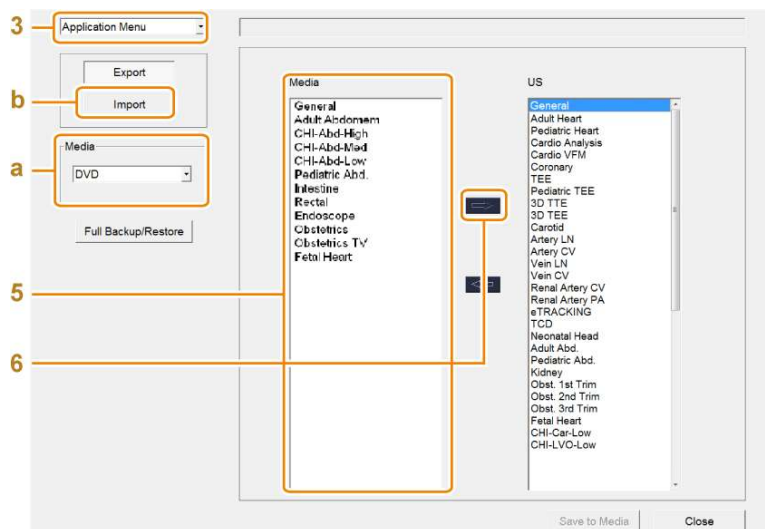 3
Application Menu
Export
b
Import
Media
a
DVD
Full Backup/Restore
5
6
Media
General
Adult Abdomem
CHI-Abd-High
CHI-Abd-Med
CHI-Abd-Low
Pediatric Abd.
Intestine
Rectal
Endoscope
Obstetrics
Obstetrics TV
Fetal Heart
US
General
Adult Heart
Pediatric Heart
Cardio Analysis
Cardio VFM
Coronary
TEE
Pediatric TEE
3D TTE
3D TEE
Carotid
Artery LN
Artery CV
Vein LN
Vein CV
Renal Artery CV
Renal Artery PA
eTRACKING
TCD
Neonatal Head
Adult Abd.
Pediatric Abd.
Kidney
Obst. 1st Trim
Obst. 2nd Trim
Obst. 3rd Trim
Fetal Heart
CHI-Car-Low
CHI-LVO-Low
Save to Media
Close